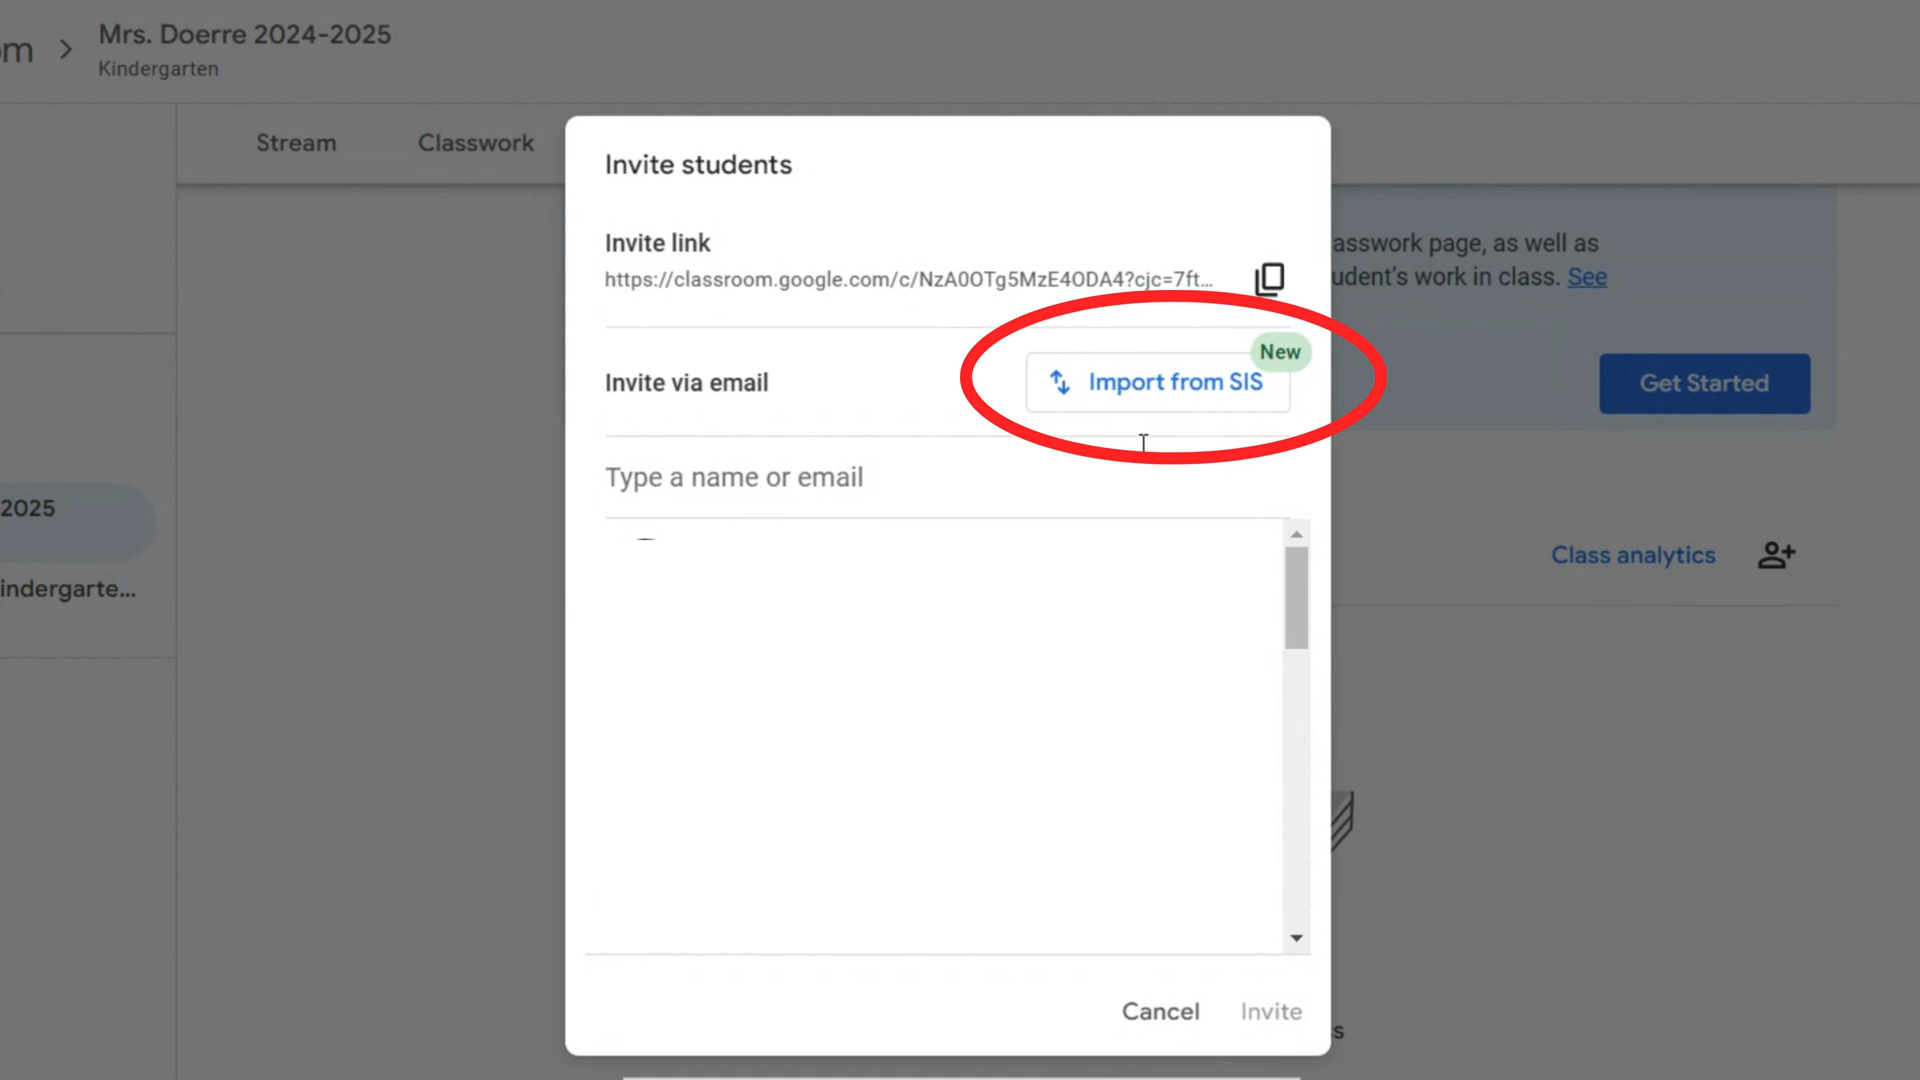 om > Mrs. Doerre 2024-2025
Kindergarten
Stream
Classwork
Invite students
Invite link
https://classroom.google.com/c/NzA0OTg5MzE4ODA4?cjc=7ft...
asswork page, as well as
udent's work in class. See
New
Invite via email
Import from SIS
Get Started
Type a name or email
2025
Class analytics
indergarte...
Cancel
Invite
s